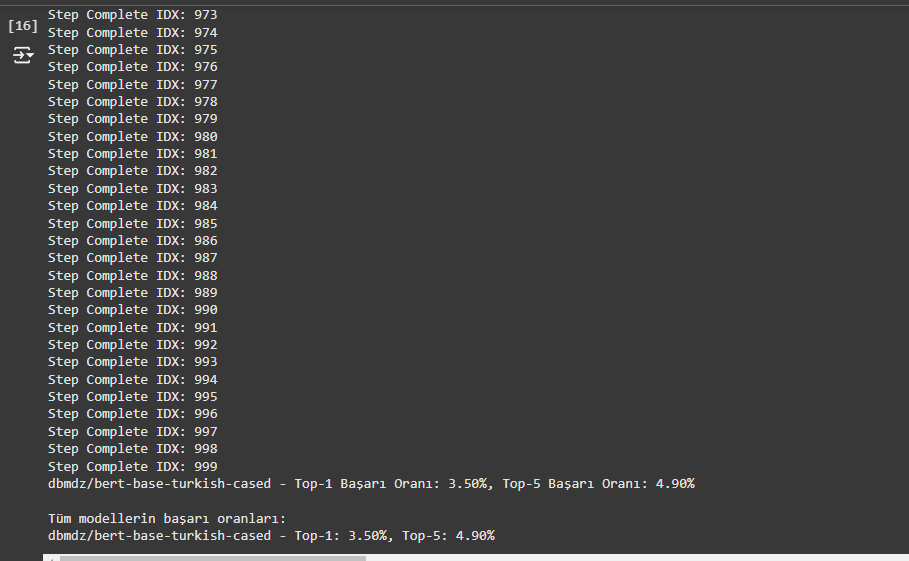 Step Complete IDX: 973
[16]
Step Complete IDX: 974
Step Complete IDX: 975
Step Complete IDX: 976
Step Complete IDX: 977
Step Complete IDX: 978
Step Complete IDX: 979
Step Complete IDX: 980
Step Complete IDX: 981
Step Complete IDX: 982
Step Complete IDX: 983
Step Complete IDX: 984
Step Complete IDX: 985
Step Complete IDX: 986
Step Complete IDX: 987
Step Complete IDX: 988
Step Complete IDX: 989
Step Complete IDX: 990
Step Complete IDX: 991
Step Complete IDX: 992
Step Complete IDX: 993
Step Complete IDX: 994
Step Complete IDX: 995
Step Complete IDX: 996
Step Complete IDX: 997
Step Complete IDX: 998
Step Complete IDX: 999
dbmdz/bert-base-turkish-cased - Top-1 Başarı Oranı: 3.50%, Top-5 Başarı Oranı: 4.90%
Tüm modellerin başarı oranları:
dbmdz/bert-base-turkish-cased - Top-1: 3.50%, Top-5: 4.90%